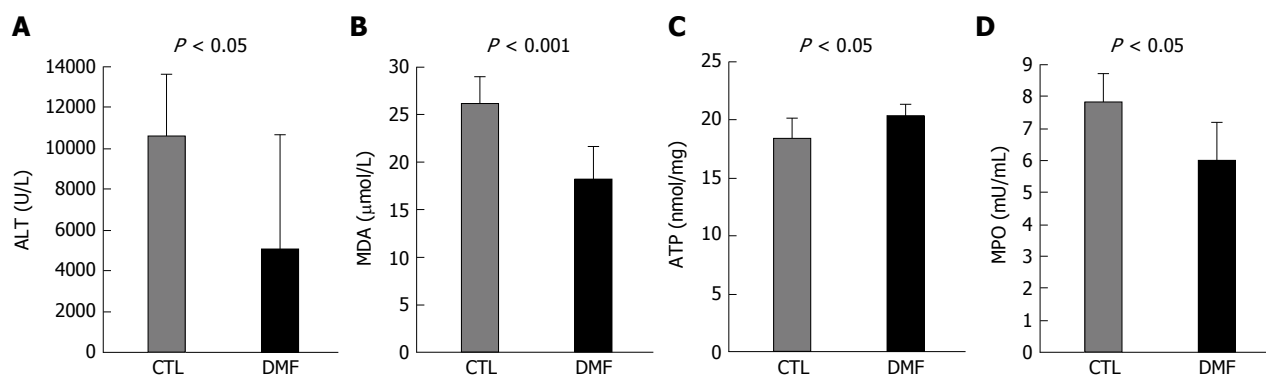 A
P < 0.05
ALT (U/L)
14000
12000
10000
8000
6000
4000
2000
0
CTL
DMF
B
P < 0.001
MDA (μmol/L)
30
25
20
15
10
5
0
CTL
DMF
C
P < 0.05
ATP (nmol/mg)
25
20
15
10
5
0
CTL
DMF
D
P < 0.05
MPO (mU/mL)
9
8
7
6
5
4
3
2
1
0
CTL
DMF